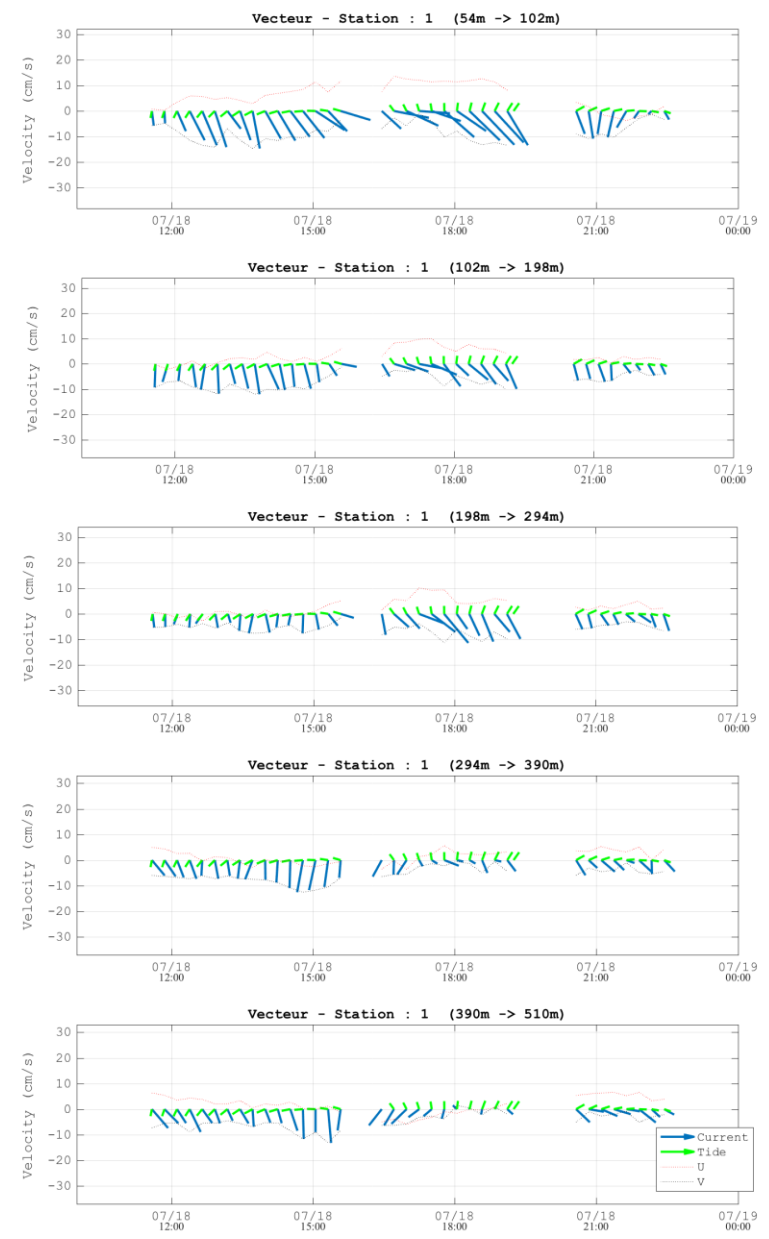 Vecteur - Station : 1 (54m -> 102m)
Velocity (cm/s)
30
20
10
0
-10
-20
-30
07/18 07/18 07/18 07/18 07/19
12:00 15:00 18:00 21:00 00:00
Vecteur - Station : 1 (102m -> 198m)
Velocity (cm/s)
30
20
10
0
-10
-20
-30
07/18 07/18 07/18 07/18 07/19
12:00 15:00 18:00 21:00 00:00
Vecteur - Station : 1 (198m -> 294m)
Velocity (cm/s)
30
20
10
0
-10
-20
-30
07/18 07/18 07/18 07/18 07/19
12:00 15:00 18:00 21:00 00:00
Vecteur - Station : 1 (294m -> 390m)
Velocity (cm/s)
30
20
10
0
-10
-20
-30
07/18 07/18 07/18 07/18 07/19
12:00 15:00 18:00 21:00 00:00
Vecteur - Station : 1 (390m -> 510m)
Velocity (cm/s)
30
20
10
0
-10
-20
-30
Current
Tide
U
V
07/18 07/18 07/18 07/18 07/19
12:00 15:00 18:00 21:00 00:00